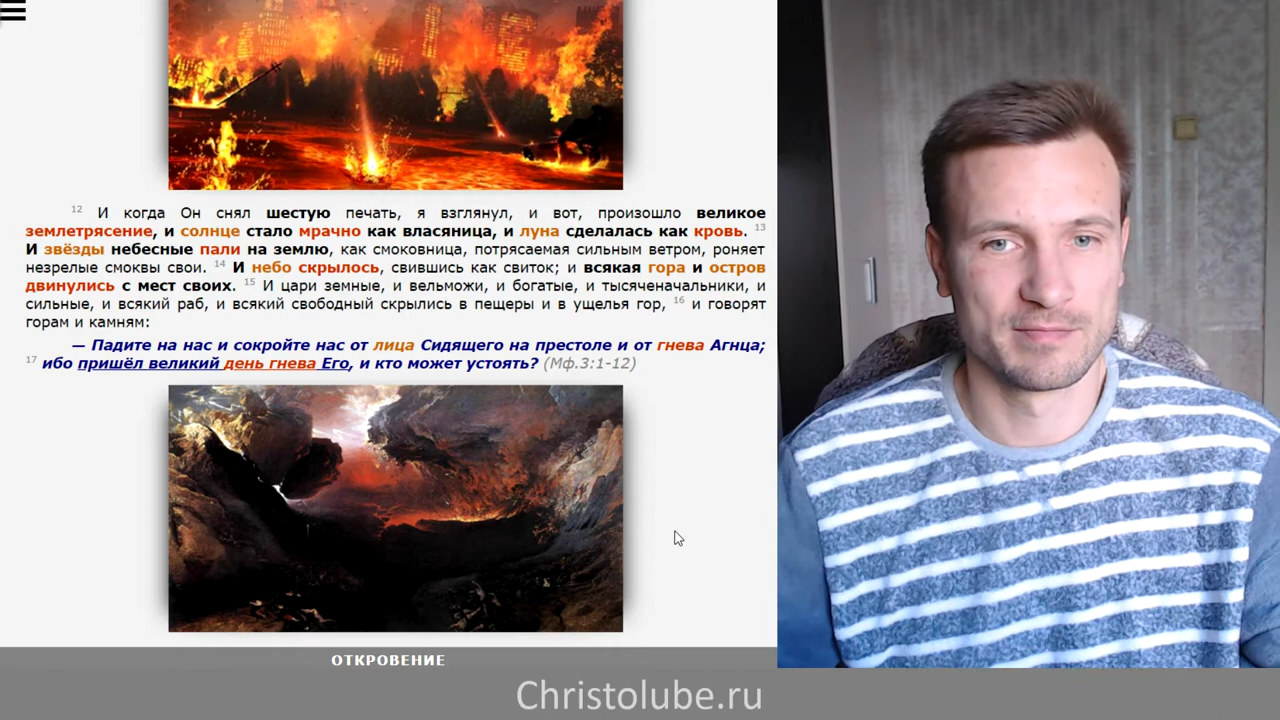 12 И когда Он снял шестую печать, я взглянул, и вот, произошло великое
землетрясение, и солнце стало мрачно как власяница, и луна сделалась как кровь. 13
И звёзды небесные пали на землю, как смоковница, потрясаемая сильным ветром, роняет
незрелые смоквы свои. 14 И небо скрылось, свившись как свиток; и всякая гора и остров
двинулись с мест своих. 15 И цари земные, и вельможи, и богатые, и тысяченачальники, и
сильные, и всякий раб, и всякий свободный скрылись в пещеры и в ущелья гор, 16 и говорят
горам и камням:
— Падите на нас и сокройте нас от лица Сидящего на престоле и от гнева Агнца;
17 ибо пришёл великий день гнева Его, и кто может устоять? (Мф.3:1-12)
ОТКРОВЕНИЕ
Christolube.ru